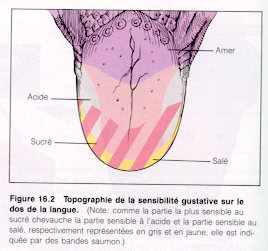 Amer
Acide
Sucré
Salé
Figure 16.2 Topographie de la sensibilité gustative sur le
dos de la langue. (Note: comme la partie la plus sensible au
sucré chevauche la partie sensible à l'acide et la partie sensible au
salé, respectivement représentées en gris et en jaune, elle est indi-
quée par des bandes saumon.)